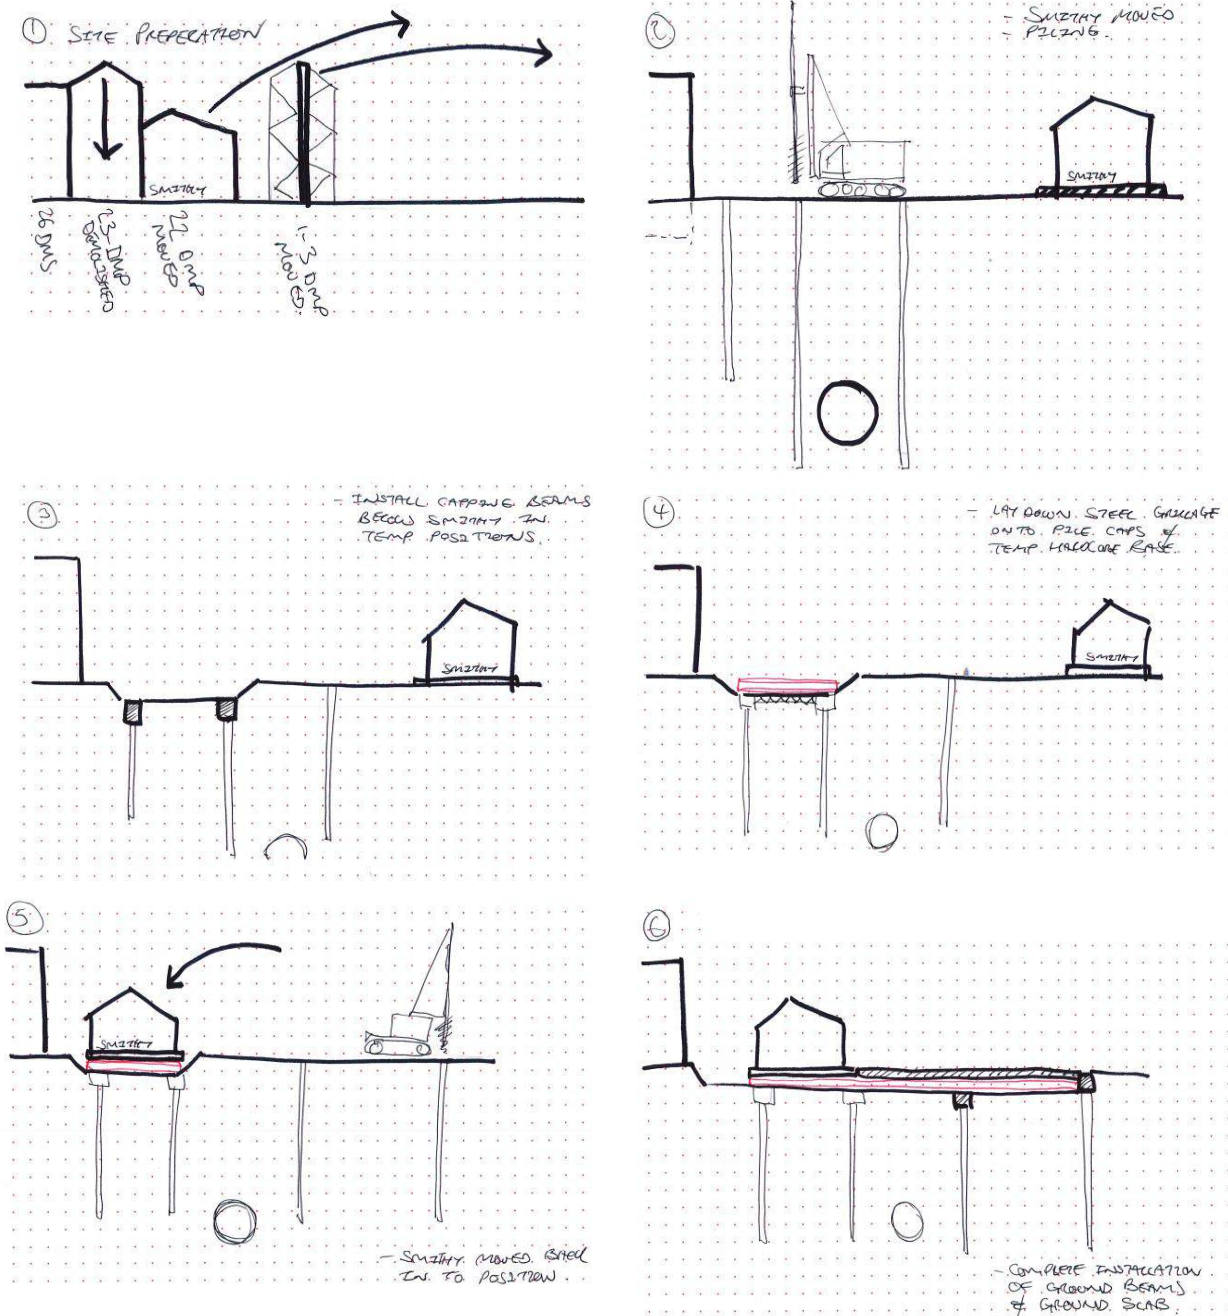 ① SITE PREPERATION
SMITHY
26 DMS
23 DMP
DEMOLISHED
22 DMP
MOVED
1-3 DMP
MOVED.
②
- SMITHY MOVED
- PILING.
SMITHY
③
- INSTALL CAPPING BEAMS
BELOW SMITHY IN.
TEMP POSITIONS.
SMITHY
④
- LAY DOWN STEEL GRILLAGE
ONTO PILE CAPS &
TEMP HARDCORE BASE.
SMITHY
⑤
SMITHY
- SMITHY MOVED BACK
IN TO POSITION.
⑥
- COMPLETE INSTALLATION
OF GROUND BEAMS
& GROUND SLAB